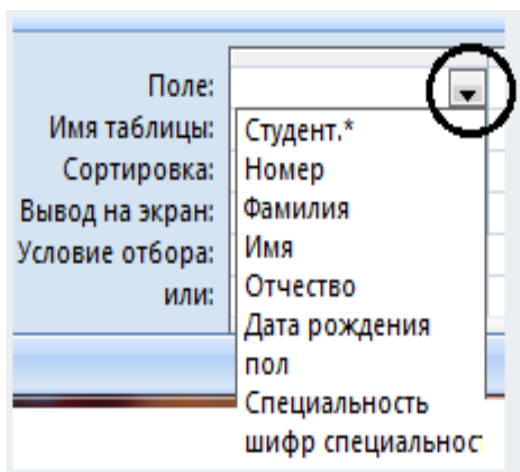 Поле:
Имя таблицы:
Сортировка:
Вывод на экран:
Условие отбора:
или:
Студент.*
Номер
Фамилия
Имя
Отчество
Дата рождения
пол
Специальность
шифр специальност